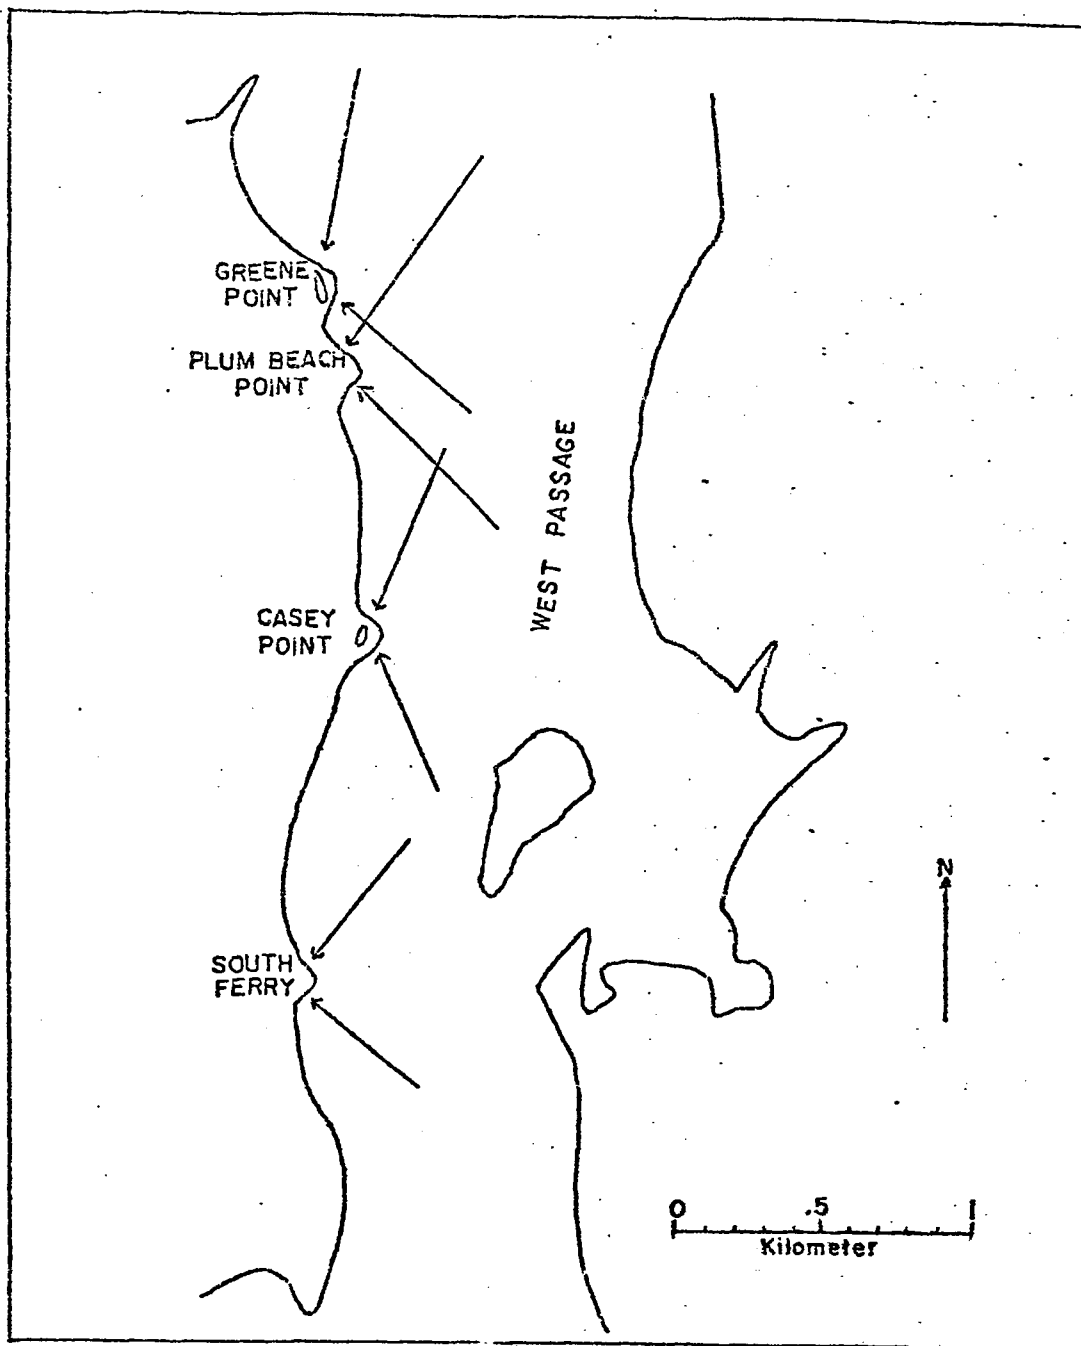 GREENE
POINT
PLUM BEACH
POINT
WEST PASSAGE
CASEY
POINT
N
SOUTH
FERRY
0 .5 1
Kilometer